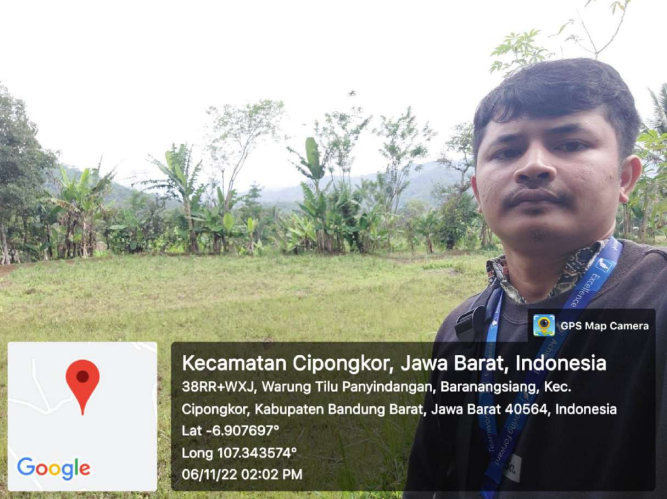 Excellence
GPS Map Camera
Kecamatan Cipongkor, Jawa Barat, Indonesia
38RR+WXJ, Warung Tilu Panyindangan, Baranangsiang, Kec.
Cipongkor, Kabupaten Bandung Barat, Jawa Barat 40564, Indonesia
Lat -6.907697°
Long 107.343574°
06/11/22 02:02 PM
Google